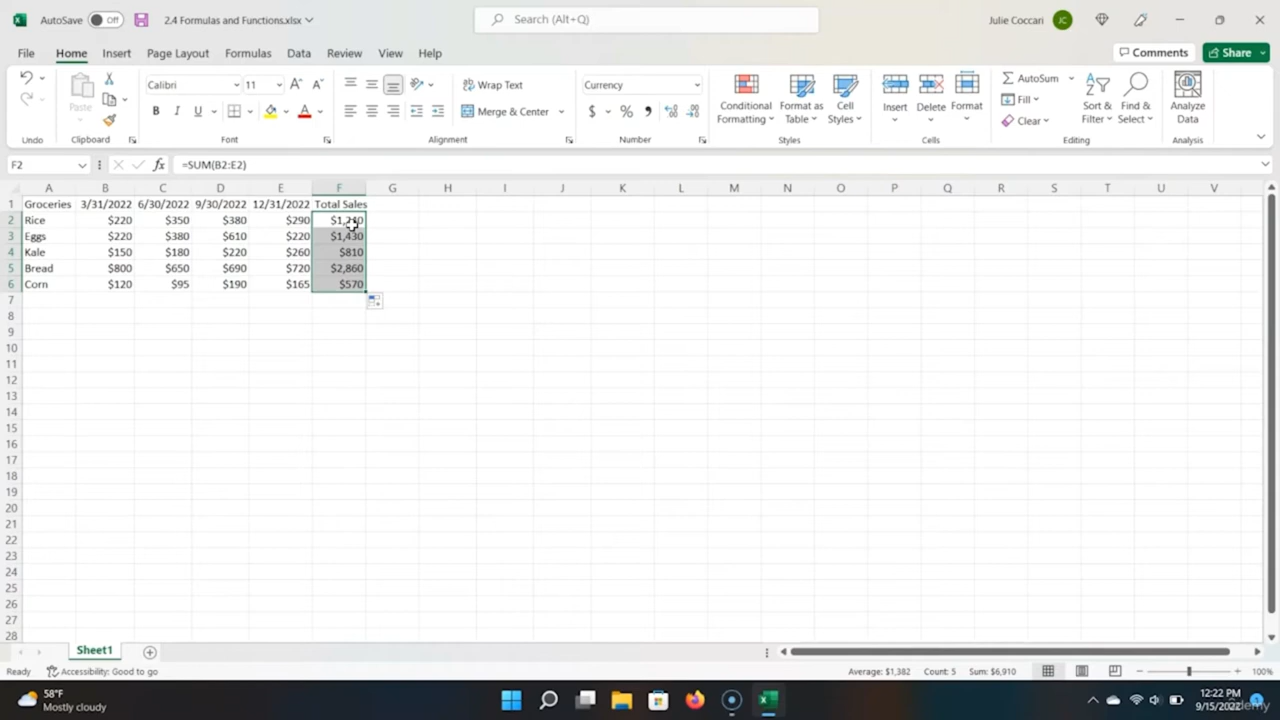 AutoSave Off 2.4 Formulas and Functions.xlsx Search (Alt+Q) Julie Coccari JC
File Home Insert Page Layout Formulas Data Review View Help Comments Share
Paste Calibri 11 Wrap Text Currency Conditional Formatting Format as Table Cell Styles Insert Delete Format AutoSum Sort & Filter Find & Select Analyze Data
B I U Merge & Center $ % Fill
Clear
Undo Clipboard Font Alignment Number Styles Cells Editing Analysis
F2 fx =SUM(B2:E2)
A B C D E F G H I J K L M N O P Q R S T U V
1 Groceries 3/31/2022 6/30/2022 9/30/2022 12/31/2022 Total Sales
2 Rice $220 $350 $380 $290
3 Eggs $220 $380 $610 $220 $1,430
4 Kale $150 $180 $220 $260 $810
5 Bread $800 $650 $690 $720 $2,860
6 Corn $120 $95 $190 $165 $570
7
8
9
10
11
12
13
14
15
16
17
18
19
20
21
22
23
24
25
26
27
28
Sheet1
Ready Accessibility: Good to go Average: $1,382 Count: 5 Sum: $6,910 100%
58°F
Mostly cloudy
12:22 PM
9/15/2022
Udemy